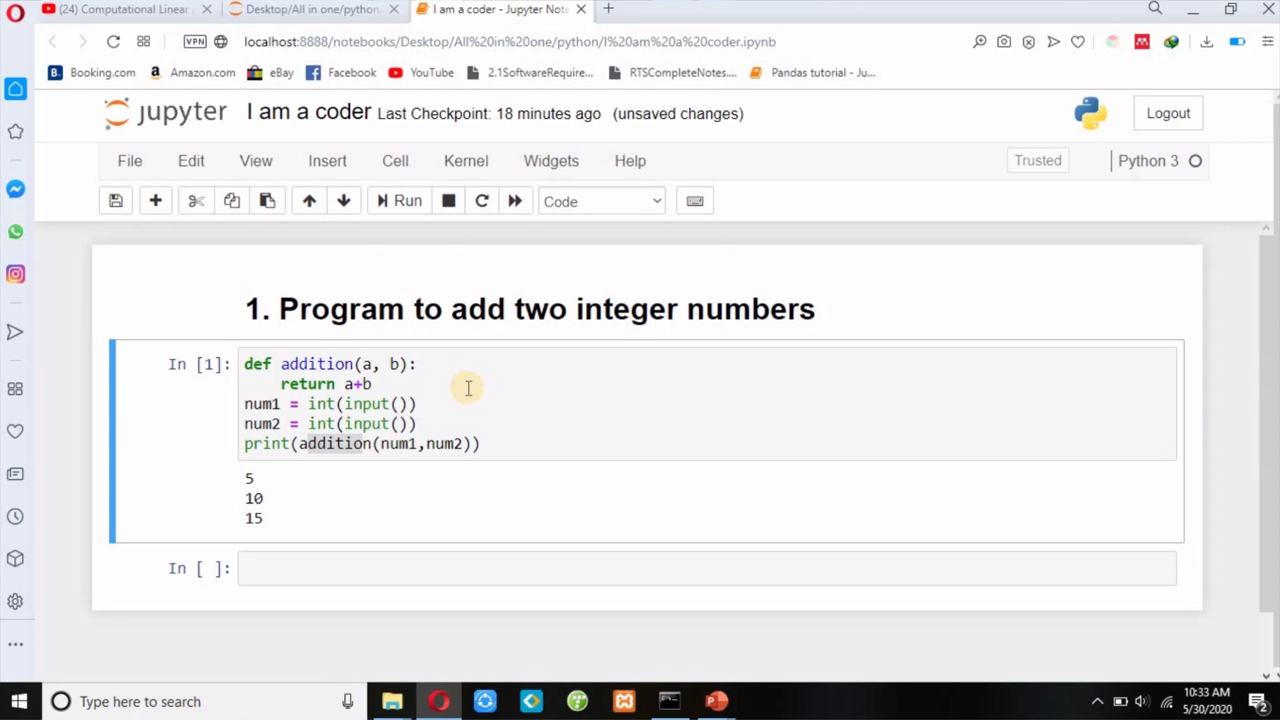 (24) Computational Linear
Desktop/All in one/python
I am a coder - Jupyter Not
VPN
localhost:8888/notebooks/Desktop/All%20in%20one/python/I%20am%20a%20coder.ipynb
Booking.com
Amazon.com
eBay
Facebook
YouTube
2.1SoftwareRequire...
RTSCompleteNotes....
Pandas tutorial - Ju...
jupyter
I am a coder Last Checkpoint: 18 minutes ago (unsaved changes)
Logout
File
Edit
View
Insert
Cell
Kernel
Widgets
Help
Trusted
Python 3
Run
Code
1. Program to add two integer numbers
In [1]:
def addition(a, b):
return a+b
num1 = int(input())
num2 = int(input())
print(addition(num1,num2))
5
10
15
In [ ]:
Type here to search
10:33 AM
5/30/2020
2